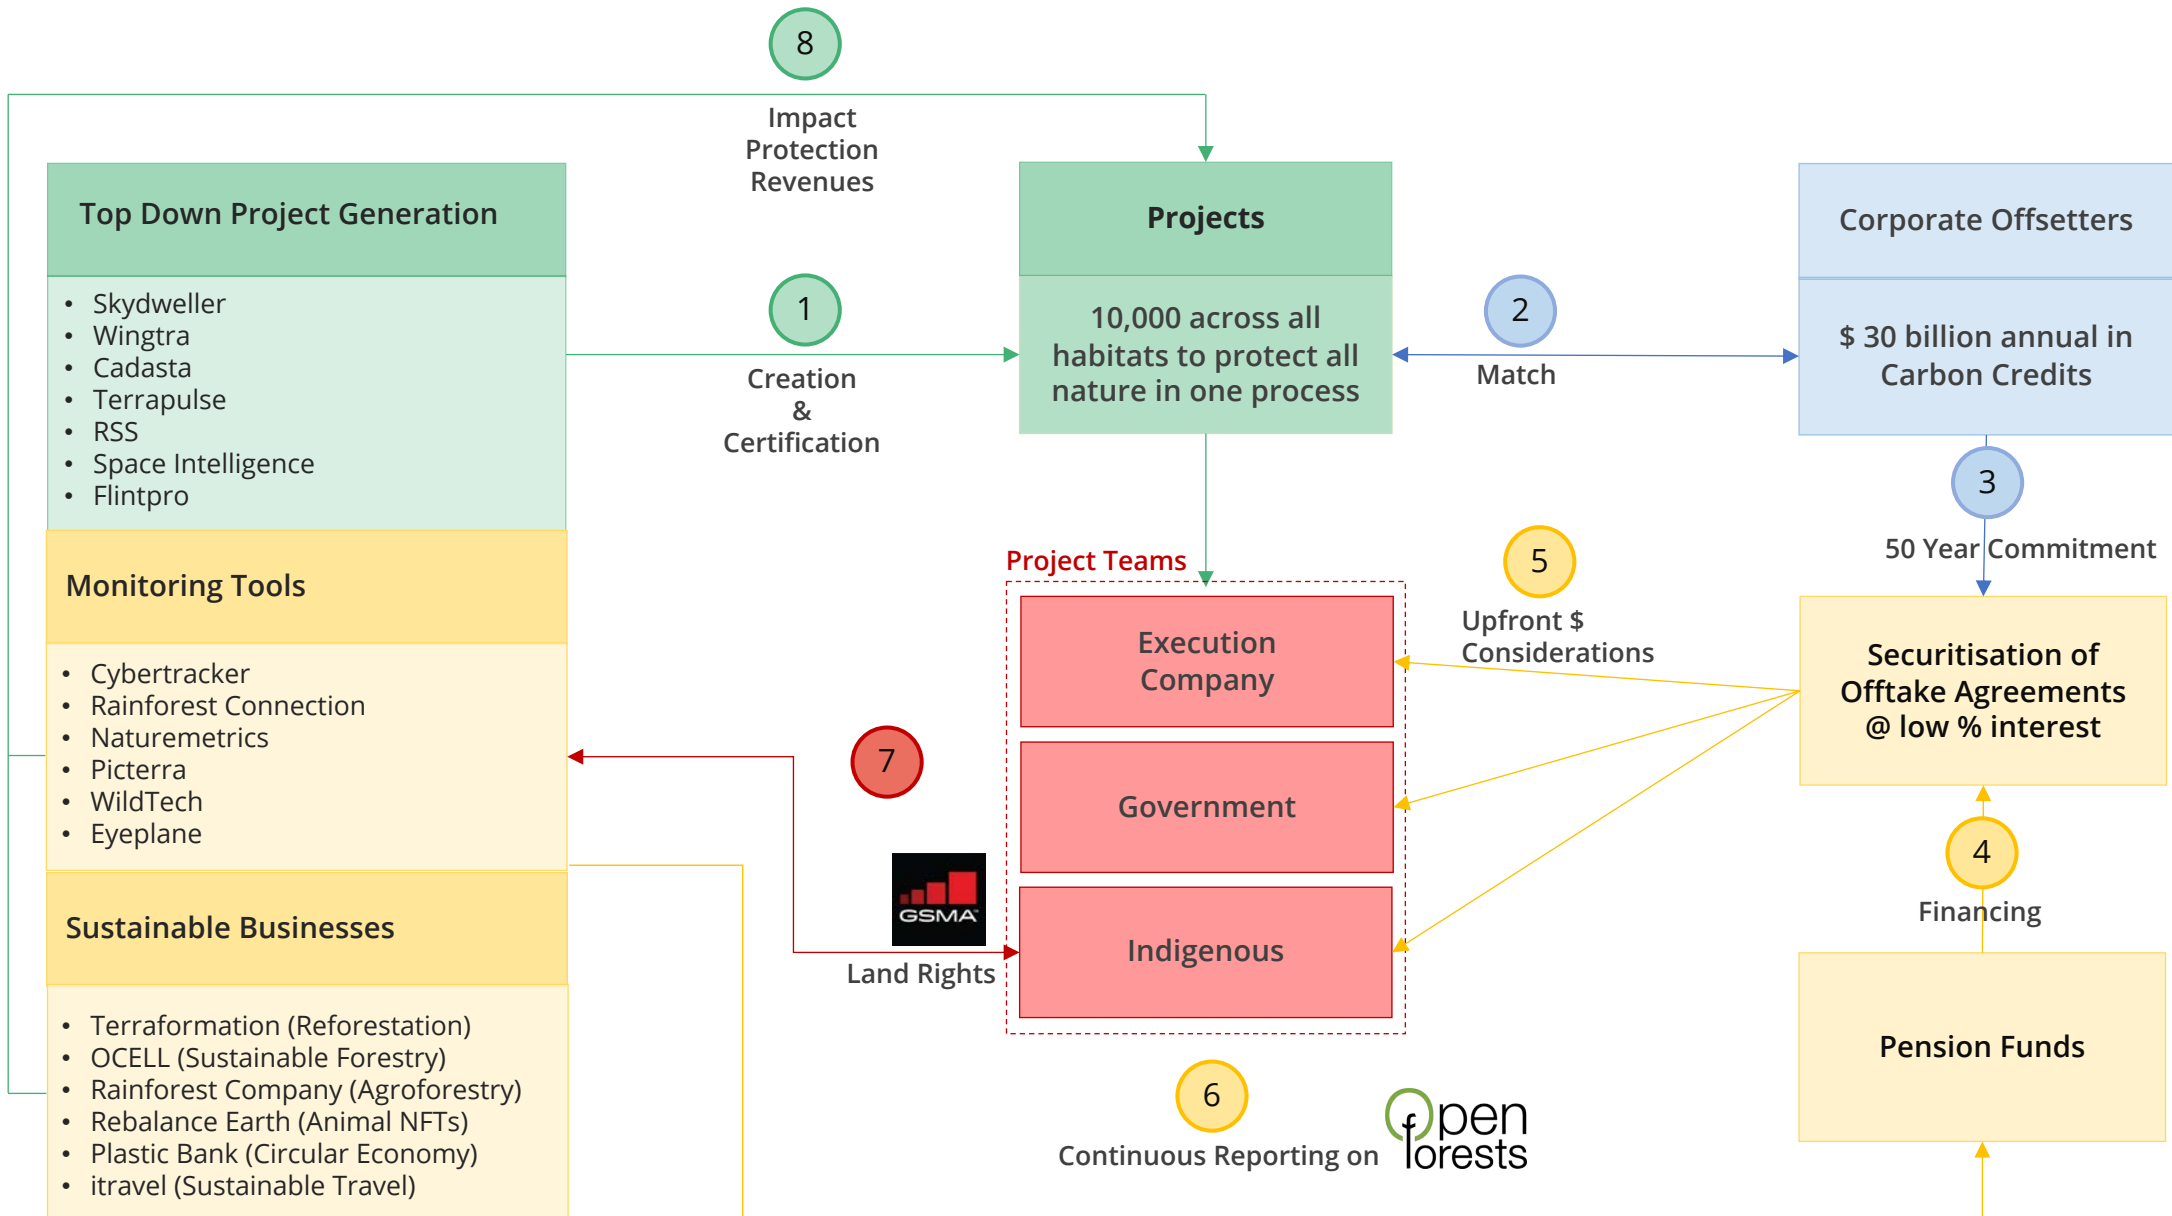 8
Impact
Protection
Revenues
Top Down Project Generation
• Skydweller
• Wingtra
• Cadasta
• Terrapulse
• RSS
• Space Intelligence
• Flintpro
1
Creation
&
Certification
Projects
10,000 across all
habitats to protect all
nature in one process
2
Match
Corporate Offsetters
$ 30 billion annual in
Carbon Credits
3
50 Year Commitment
Monitoring Tools
• Cybertracker
• Rainforest Connection
• Naturemetrics
• Picterra
• WildTech
• Eyeplane
Project Teams
Execution
Company
Government
Indigenous
5
Upfront $
Considerations
Securitisation of
Offtake Agreements
@ low % interest
7
GSMA™
Land Rights
4
Financing
Pension Funds
Sustainable Businesses
• Terraformation (Reforestation)
• OCELL (Sustainable Forestry)
• Rainforest Company (Agroforestry)
• Rebalance Earth (Animal NFTs)
• Plastic Bank (Circular Economy)
• itravel (Sustainable Travel)
6
Continuous Reporting on
Open
forests